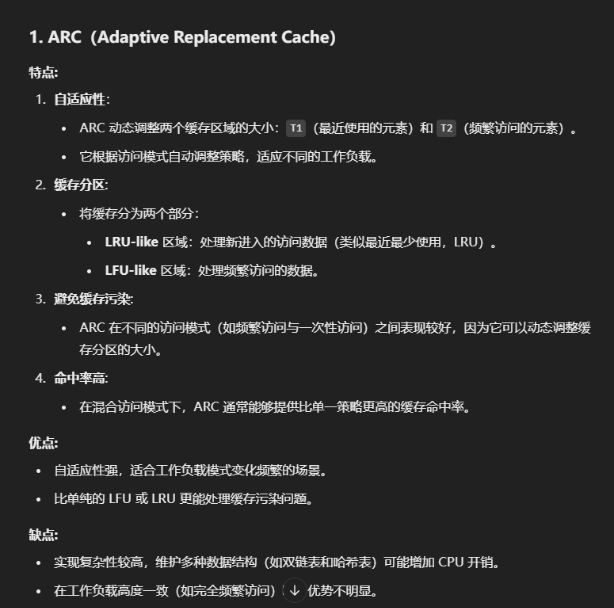 1. ARC（Adaptive Replacement Cache）
特点:
1. 自适应性:
• ARC 动态调整两个缓存区域的大小： T1 （最近使用的元素）和 T2 （频繁访问的元素）。
• 它根据访问模式自动调整策略，适应不同的工作负载。
2. 缓存分区:
• 将缓存分为两个部分：
• LRU-like 区域：处理新进入的访问数据（类似最近最少使用，LRU）。
• LFU-like 区域：处理频繁访问的数据。
3. 避免缓存污染:
• ARC 在不同的访问模式（如频繁访问与一次性访问）之间表现较好，因为它可以动态调整缓
存分区的大小。
4. 命中率高:
• 在混合访问模式下，ARC 通常能够提供比单一策略更高的缓存命中率。
优点:
• 自适应性强，适合工作负载模式变化频繁的场景。
• 比单纯的 LFU 或 LRU 更能处理缓存污染问题。
缺点:
• 实现复杂性较高，维护多种数据结构（如双链表和哈希表）可能增加 CPU 开销。
• 在工作负载高度一致（如完全频繁访问） 优势不明显。